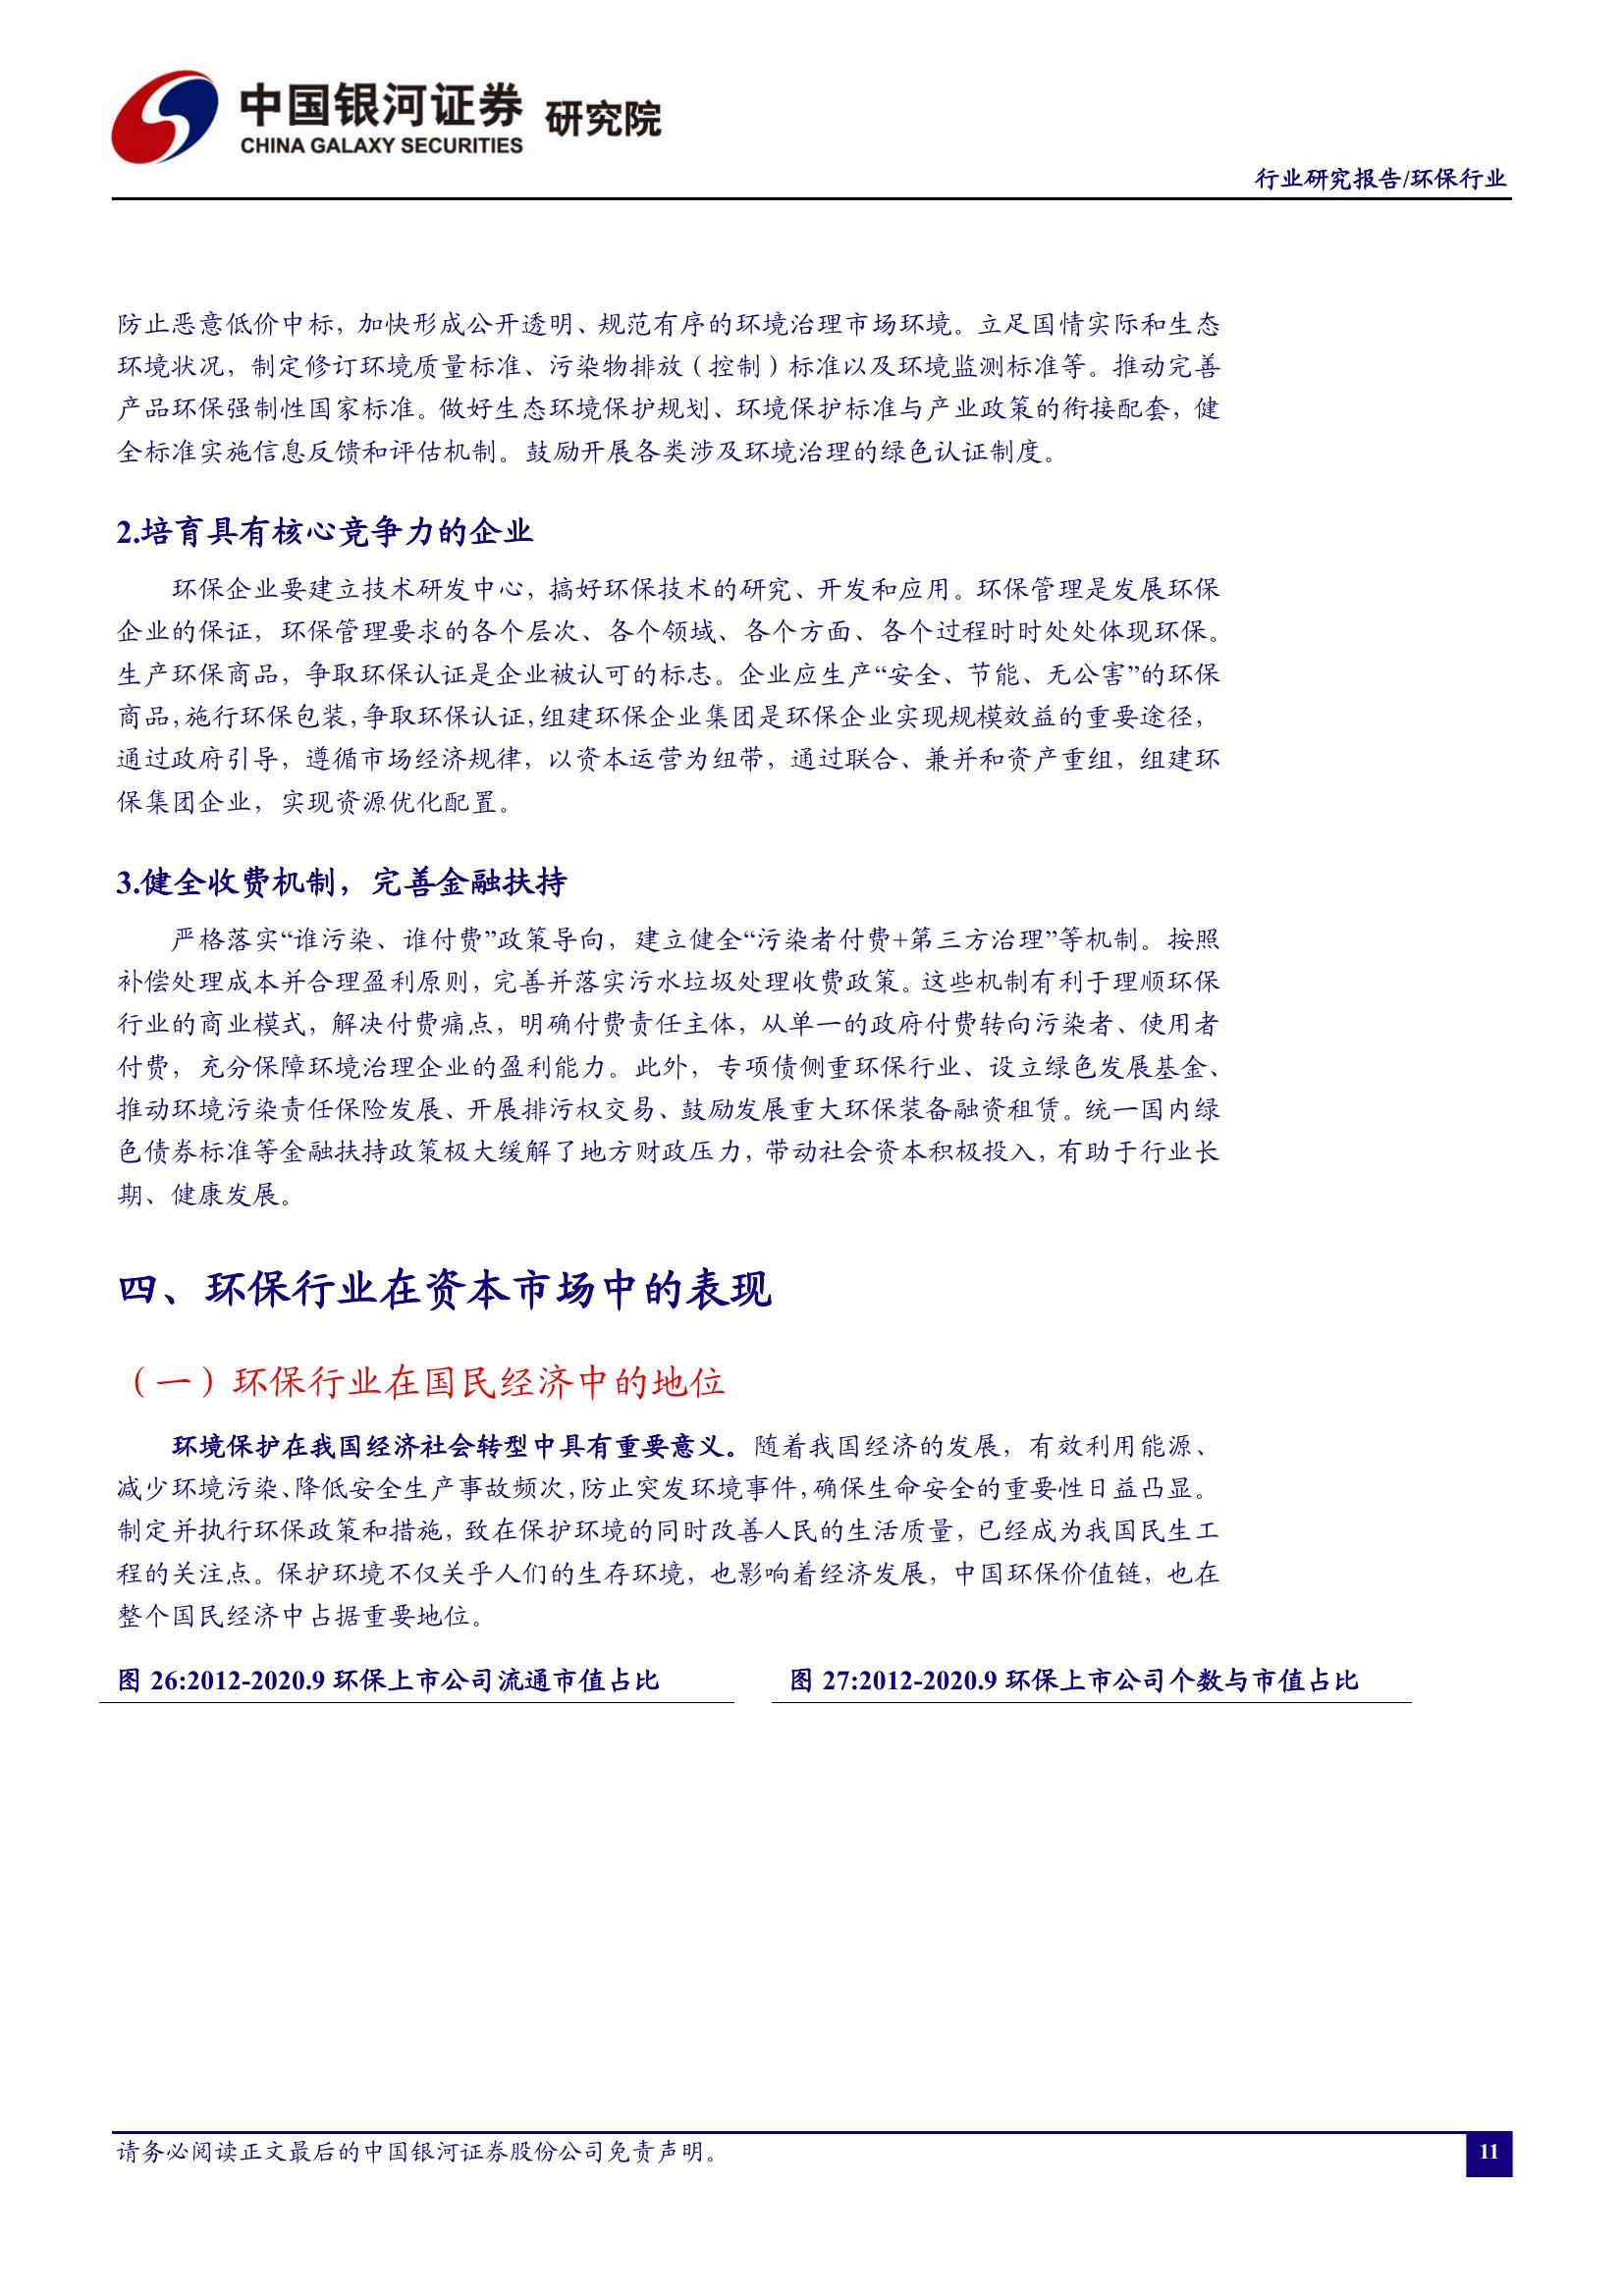 中国银河证券 研究院
CHINA GALAXY SECURITIES
行业研究报告/环保行业
防止恶意低价中标，加快形成公开透明、规范有序的环境治理市场环境。立足国情实际和生态
环境状况，制定修订环境质量标准、污染物排放（控制）标准以及环境监测标准等。推动完善
产品环保强制性国家标准。做好生态环境保护规划、环境保护标准与产业政策的衔接配套，健
全标准实施信息反馈和评估机制。鼓励开展各类涉及环境治理的绿色认证制度。
2.培育具有核心竞争力的企业
环保企业要建立技术研发中心，搞好环保技术的研究、开发和应用。环保管理是发展环保
企业的保证，环保管理要求的各个层次、各个领域、各个方面、各个过程时时处处体现环保。
生产环保商品，争取环保认证是企业被认可的标志。企业应生产“安全、节能、无公害”的环保
商品，施行环保包装，争取环保认证，组建环保企业集团是环保企业实现规模效益的重要途径，
通过政府引导，遵循市场经济规律，以资本运营为纽带，通过联合、兼并和资产重组，组建环
保集团企业，实现资源优化配置。
3.健全收费机制，完善金融扶持
严格落实“谁污染、谁付费”政策导向，建立健全“污染者付费+第三方治理”等机制。按照
补偿处理成本并合理盈利原则，完善并落实污水垃圾处理收费政策。这些机制有利于理顺环保
行业的商业模式，解决付费痛点，明确付费责任主体，从单一的政府付费转向污染者、使用者
付费，充分保障环境治理企业的盈利能力。此外，专项债侧重环保行业、设立绿色发展基金、
推动环境污染责任保险发展、开展排污权交易、鼓励发展重大环保装备融资租赁。统一国内绿
色债券标准等金融扶持政策极大缓解了地方财政压力，带动社会资本积极投入，有助于行业长
期、健康发展。
四、环保行业在资本市场中的表现
（一）环保行业在国民经济中的地位
环境保护在我国经济社会转型中具有重要意义。随着我国经济的发展，有效利用能源、
减少环境污染、降低安全生产事故频次，防止突发环境事件，确保生命安全的重要性日益凸显。
制定并执行环保政策和措施，致在保护环境的同时改善人民的生活质量，已经成为我国民生工
程的关注点。保护环境不仅关乎人们的生存环境，也影响着经济发展，中国环保价值链，也在
整个国民经济中占据重要地位。
图 26:2012-2020.9 环保上市公司流通市值占比
图 27:2012-2020.9 环保上市公司个数与市值占比
请务必阅读正文最后的中国银河证券股份公司免责声明。
11